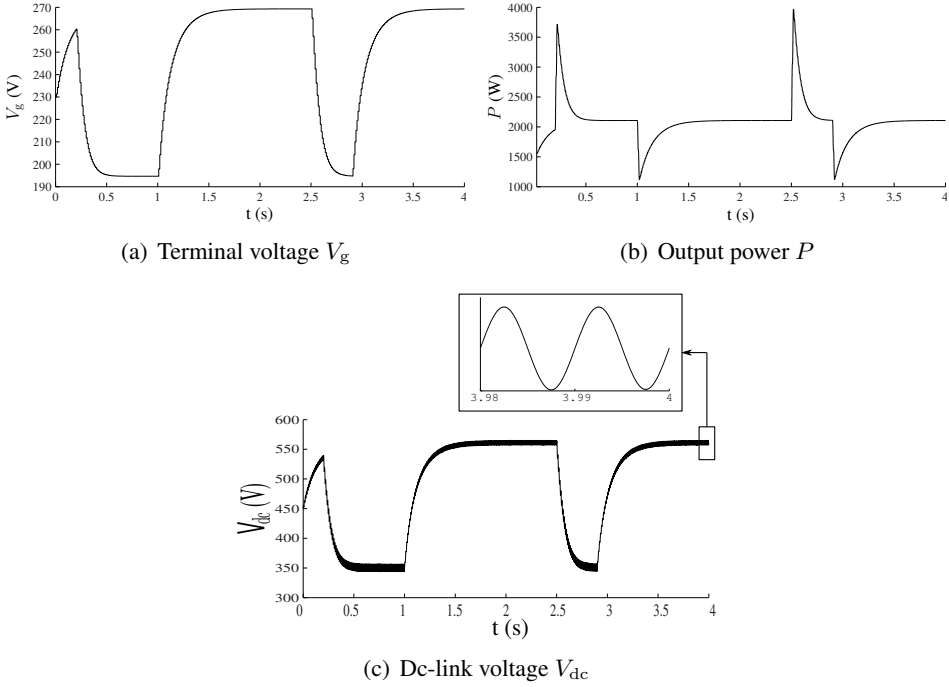 270
260
250
240
230
220
210
200
190
V_g (V)
0 0.5 1 1.5 2 2.5 3 3.5 4
t (s)
(a) Terminal voltage V_g
4000
3500
3000
2500
2000
1500
1000
P (W)
0.5 1 1.5 2 2.5 3 3.5 4
t (s)
(b) Output power P
3.98 3.99 4
600
550
500
450
400
350
300
V_dc (V)
0 0.5 1 1.5 2 2.5 3 3.5 4
t (s)
(c) Dc-link voltage V_dc